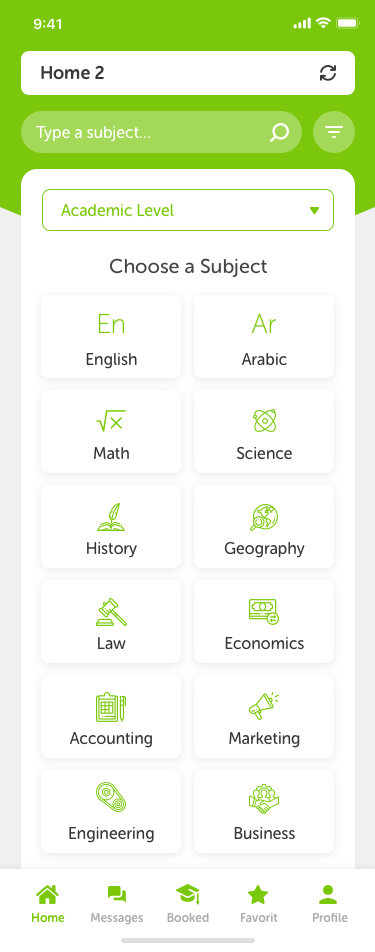 9:41
Home 2
Type a subject...
Academic Level
Choose a Subject
En
Ar
English
Arabic
√x
Math
Science
History
Geography
Law
Economics
Accounting
Marketing
Engineering
Business
Home
Messages
Booked
Favorit
Profile